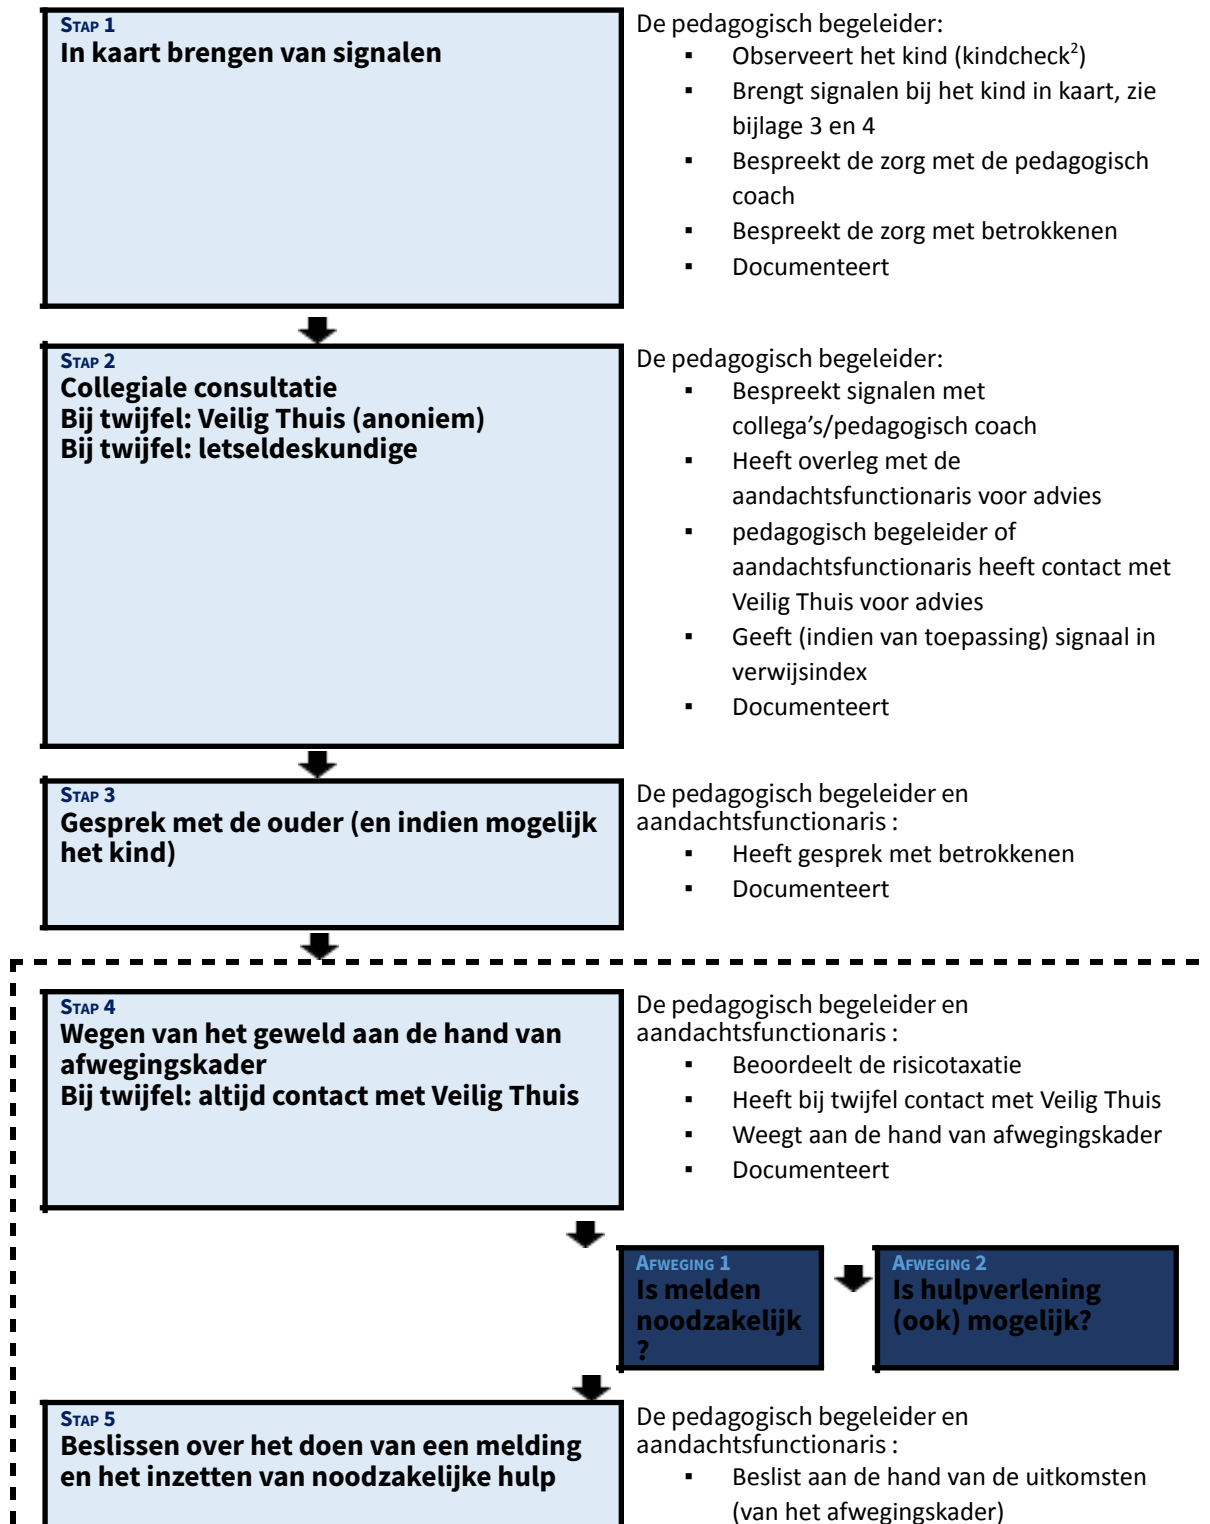 Stap 1
In kaart brengen van signalen
De pedagogisch begeleider:
▪ Observeert het kind (kindcheck²)
▪ Brengt signalen bij het kind in kaart, zie
bijlage 3 en 4
▪ Bespreekt de zorg met de pedagogisch
coach
▪ Bespreekt de zorg met betrokkenen
▪ Documenteert
Stap 2
Collegiale consultatie
Bij twijfel: Veilig Thuis (anoniem)
Bij twijfel: letseldeskundige
De pedagogisch begeleider:
▪ Bespreekt signalen met
collega’s/pedagogisch coach
▪ Heeft overleg met de
aandachtsfunctionaris voor advies
▪ pedagogisch begeleider of
aandachtsfunctionaris heeft contact met
Veilig Thuis voor advies
▪ Geeft (indien van toepassing) signaal in
verwijsindex
▪ Documenteert
Stap 3
Gesprek met de ouder (en indien mogelijk
het kind)
De pedagogisch begeleider en
aandachtsfunctionaris :
▪ Heeft gesprek met betrokkenen
▪ Documenteert
Stap 4
Wegen van het geweld aan de hand van
afwegingskader
Bij twijfel: altijd contact met Veilig Thuis
De pedagogisch begeleider en
aandachtsfunctionaris :
▪ Beoordeelt de risicotaxatie
▪ Heeft bij twijfel contact met Veilig Thuis
▪ Weegt aan de hand van afwegingskader
▪ Documenteert
Afweging 1
Is melden
noodzakelijk
?
Afweging 2
Is hulpverlening
(ook) mogelijk?
Stap 5
Beslissen over het doen van een melding
en het inzetten van noodzakelijke hulp
De pedagogisch begeleider en
aandachtsfunctionaris :
▪ Beslist aan de hand van de uitkomsten
(van het afwegingskader)